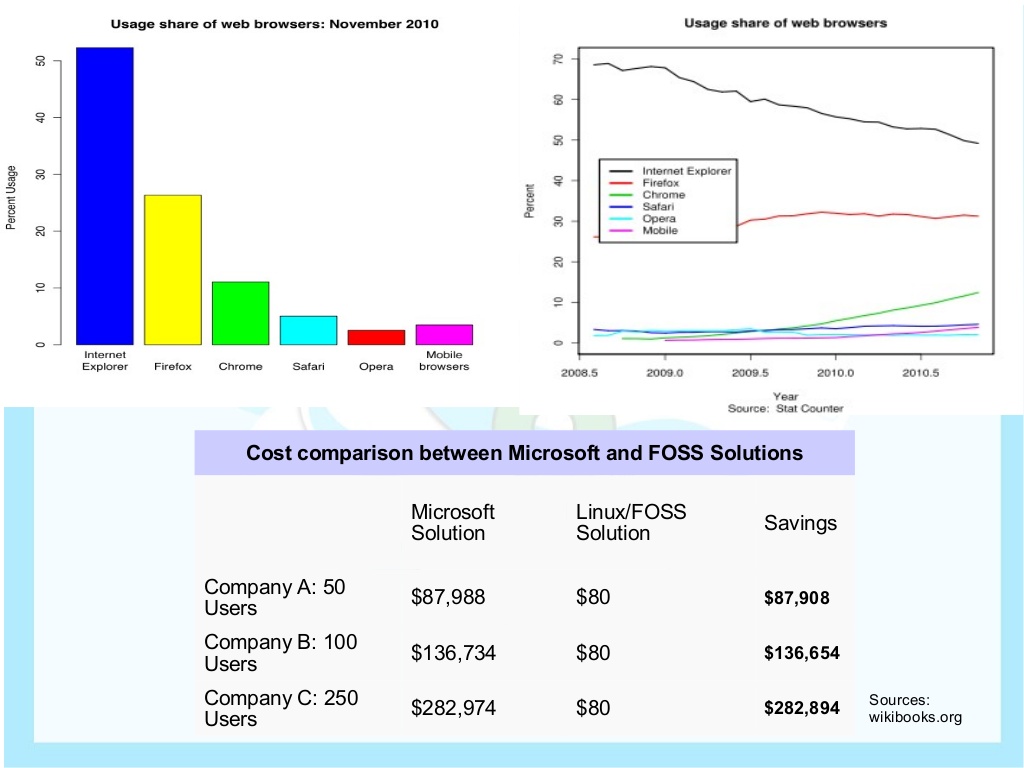 Usage share of web browsers: November 2010
Percent Usage
50
40
30
20
10
0
Internet
Explorer
Firefox
Chrome
Safari
Opera
Mobile
browsers
Usage share of web browsers
Percent
70
60
50
40
30
20
10
0
Internet Explorer
Firefox
Chrome
Safari
Opera
Mobile
2008.5
2009.0
2009.5
2010.0
2010.5
Year
Source: Stat Counter
Cost comparison between Microsoft and FOSS Solutions
Microsoft
Solution
Linux/FOSS
Solution
Savings
Company A: 50
Users
$87,988
$80
$87,908
Company B: 100
Users
$136,734
$80
$136,654
Company C: 250
Users
$282,974
$80
$282,894
Sources:
wikibooks.org